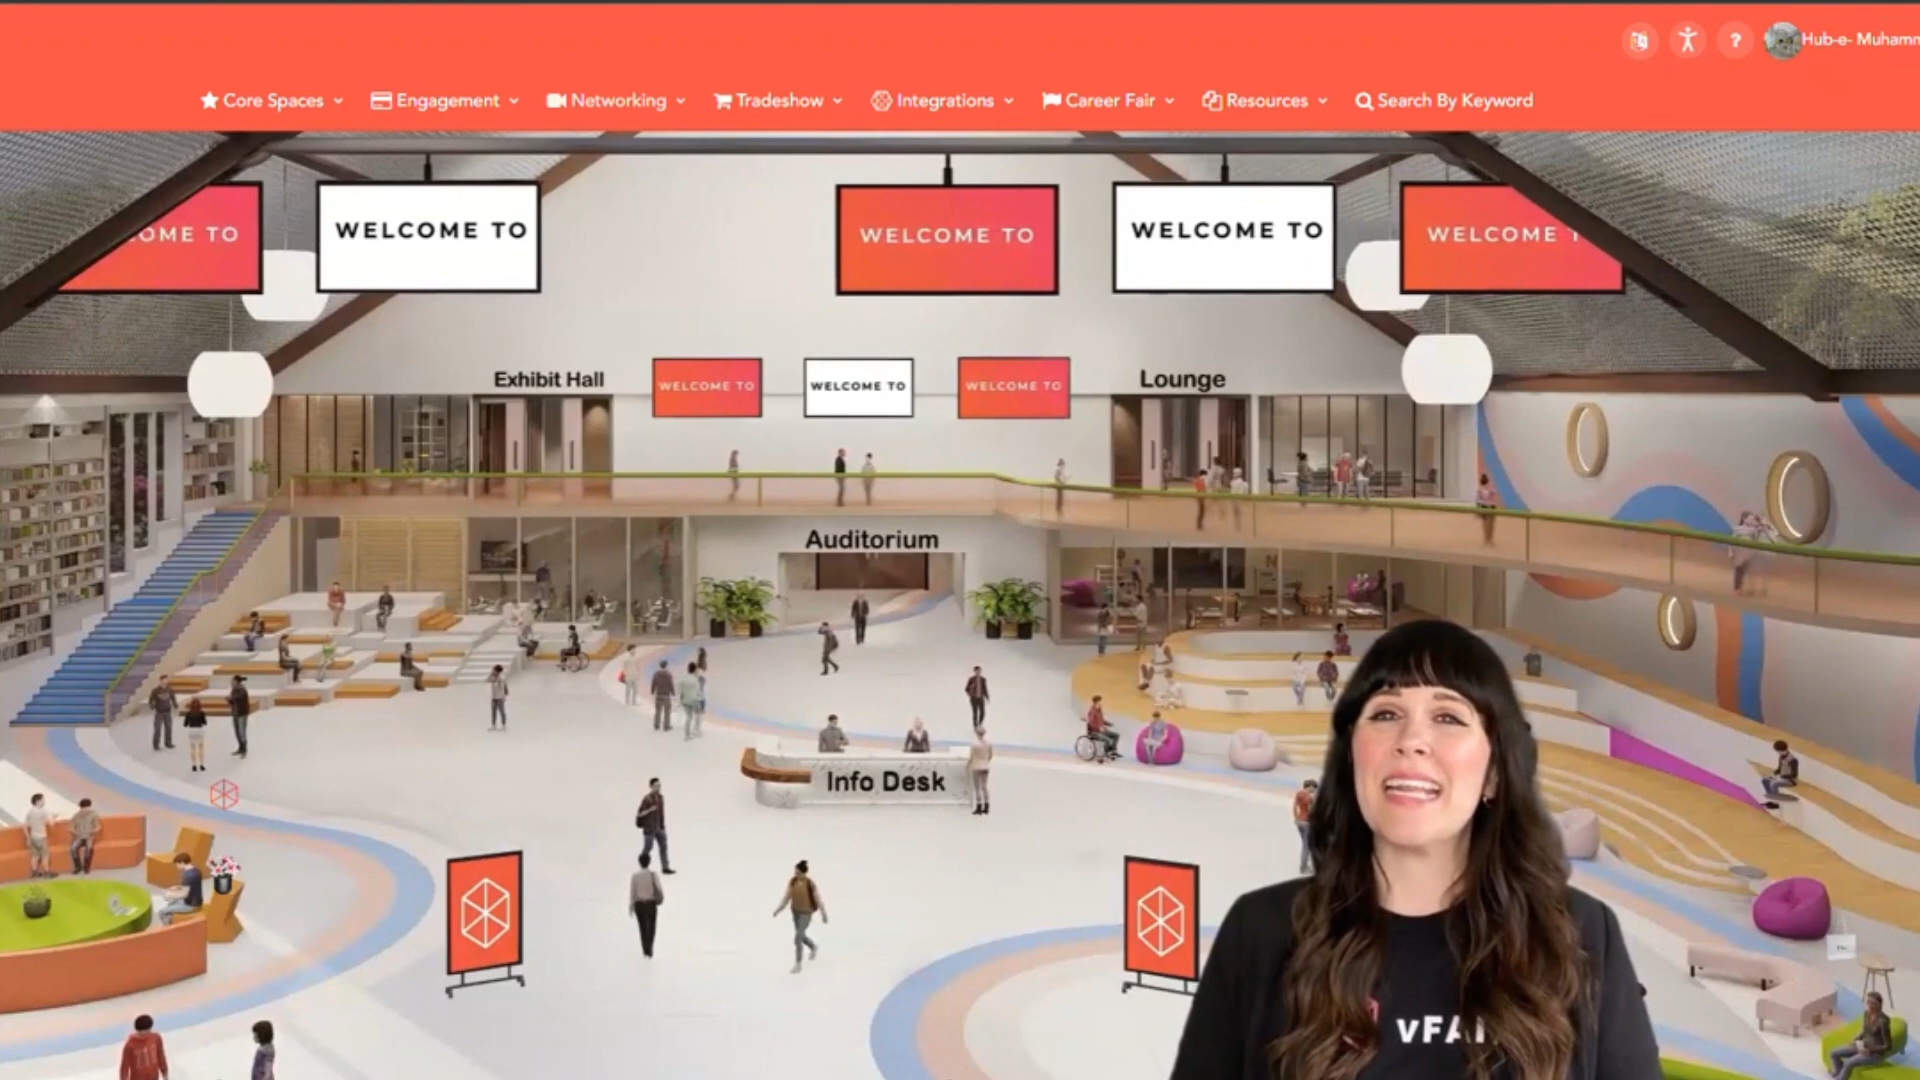 Hub-e- Muhamm
?
Core Spaces
Engagement
Networking
Tradeshow
Integrations
Career Fair
Resources
Search By Keyword
OME TO
WELCOME TO
WELCOME TO
WELCOME TO
WELCOME T
Exhibit Hall
WELCOME TO
WELCOME TO
WELCOME TO
Lounge
Auditorium
Info Desk
vFAI